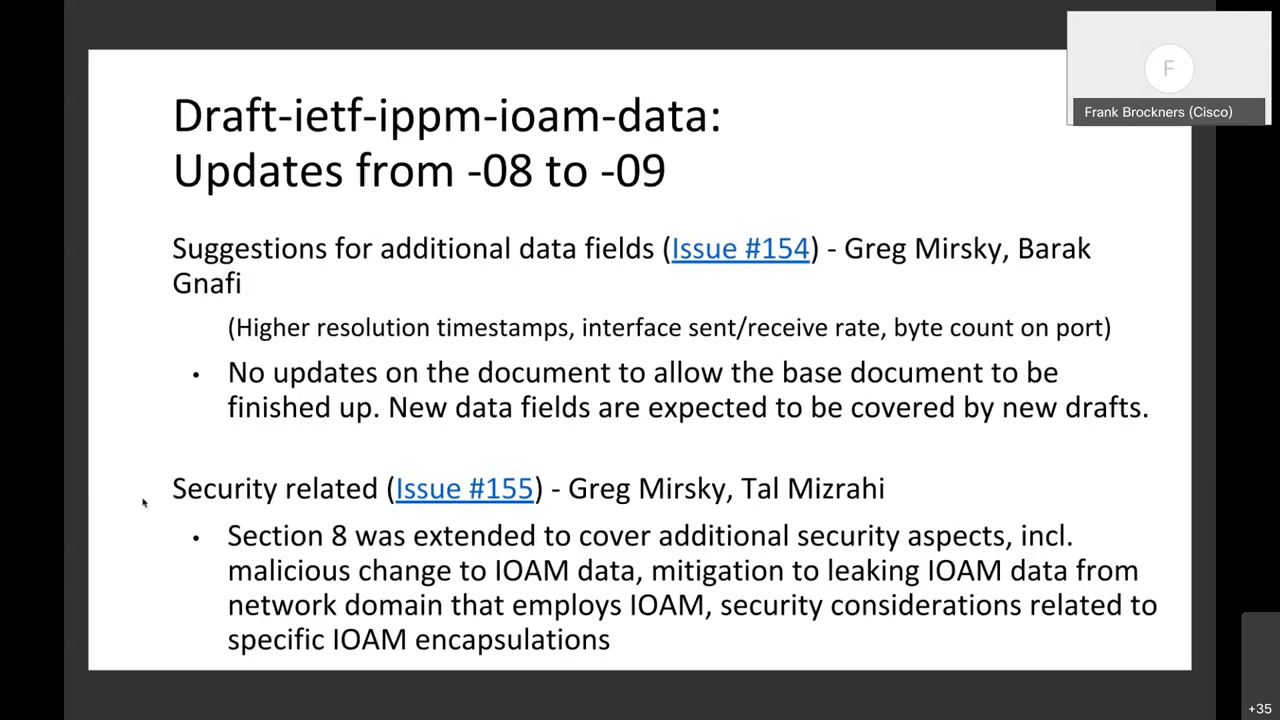 F
Frank Brockners (Cisco)
Draft-ietf-ippm-ioam-data:
Updates from -08 to -09
Suggestions for additional data fields (Issue #154) - Greg Mirsky, Barak
Gnafi
(Higher resolution timestamps, interface sent/receive rate, byte count on port)
• No updates on the document to allow the base document to be
finished up. New data fields are expected to be covered by new drafts.
Security related (Issue #155) - Greg Mirsky, Tal Mizrahi
• Section 8 was extended to cover additional security aspects, incl.
malicious change to IOAM data, mitigation to leaking IOAM data from
network domain that employs IOAM, security considerations related to
specific IOAM encapsulations
+35